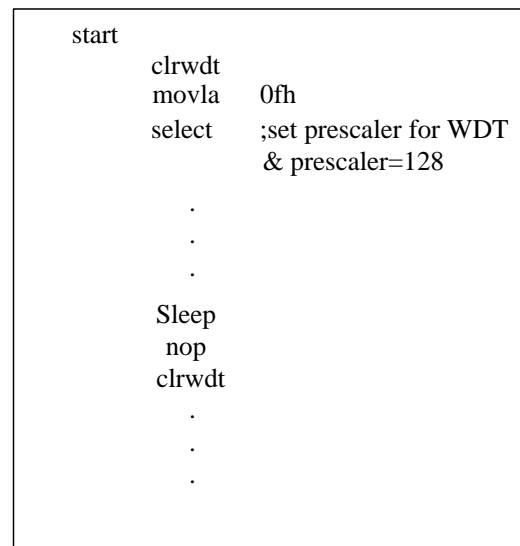 start
clrwdt
movla 0fh
select ;set prescaler for WDT
& prescaler=128
.
.
.
Sleep
nop
clrwdt
.
.
.